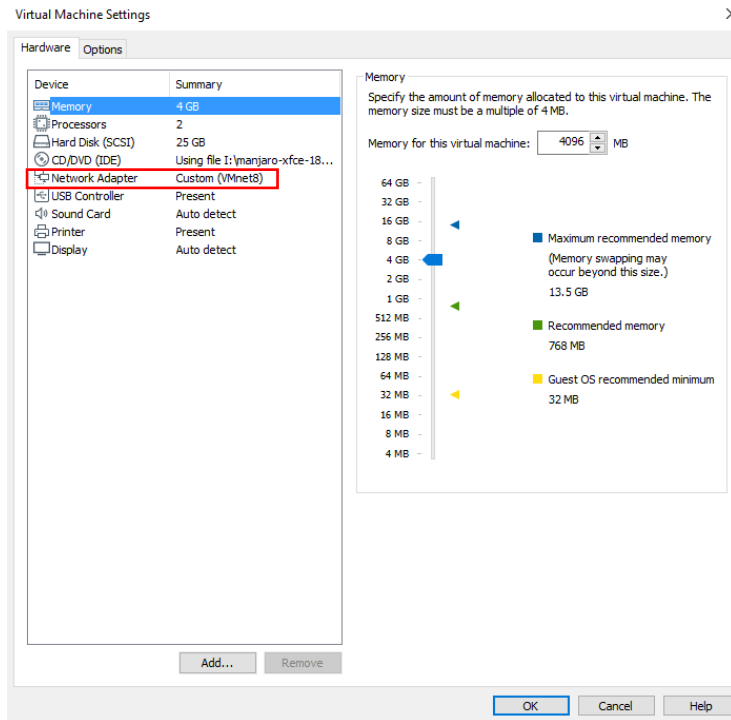 Virtual Machine Settings
Hardware Options
Device Summary
Memory 4 GB
Processors 2
Hard Disk (SCSI) 25 GB
CD/DVD (IDE) Using file I:\manjaro-xfce-18...
Network Adapter Custom (VMnet8)
USB Controller Present
Sound Card Auto detect
Printer Present
Display Auto detect
Add... Remove
Memory
Specify the amount of memory allocated to this virtual machine. The
memory size must be a multiple of 4 MB.
Memory for this virtual machine: 4096 MB
64 GB
32 GB
16 GB
8 GB
4 GB
2 GB
1 GB
512 MB
256 MB
128 MB
64 MB
32 MB
16 MB
8 MB
4 MB
Maximum recommended memory
(Memory swapping may
occur beyond this size.)
13.5 GB
Recommended memory
768 MB
Guest OS recommended minimum
32 MB
OK Cancel Help